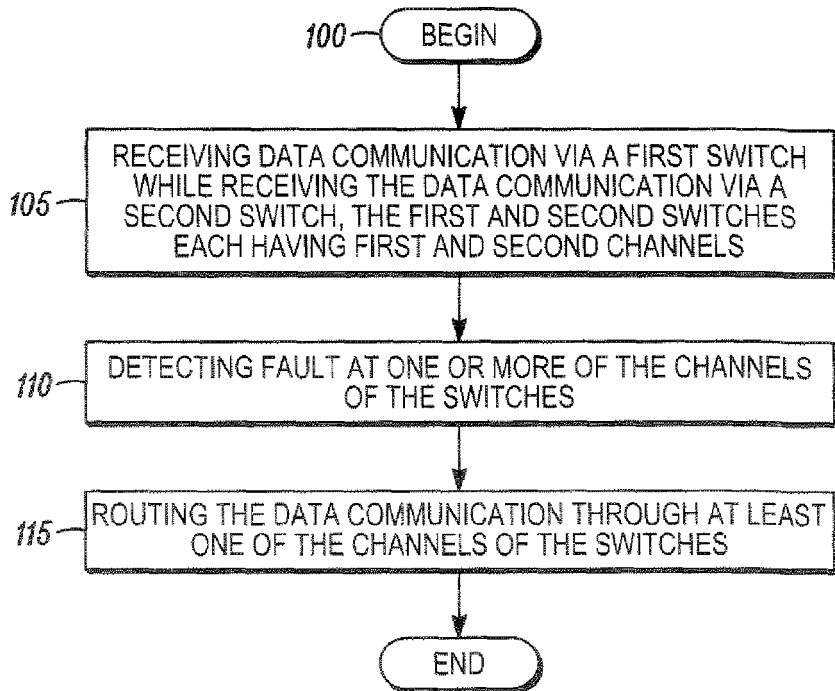 100
BEGIN
105
RECEIVING DATA COMMUNICATION VIA A FIRST SWITCH
WHILE RECEIVING THE DATA COMMUNICATION VIA A
SECOND SWITCH, THE FIRST AND SECOND SWITCHES
EACH HAVING FIRST AND SECOND CHANNELS
110
DETECTING FAULT AT ONE OR MORE OF THE CHANNELS
OF THE SWITCHES
115
ROUTING THE DATA COMMUNICATION THROUGH AT LEAST
ONE OF THE CHANNELS OF THE SWITCHES
END